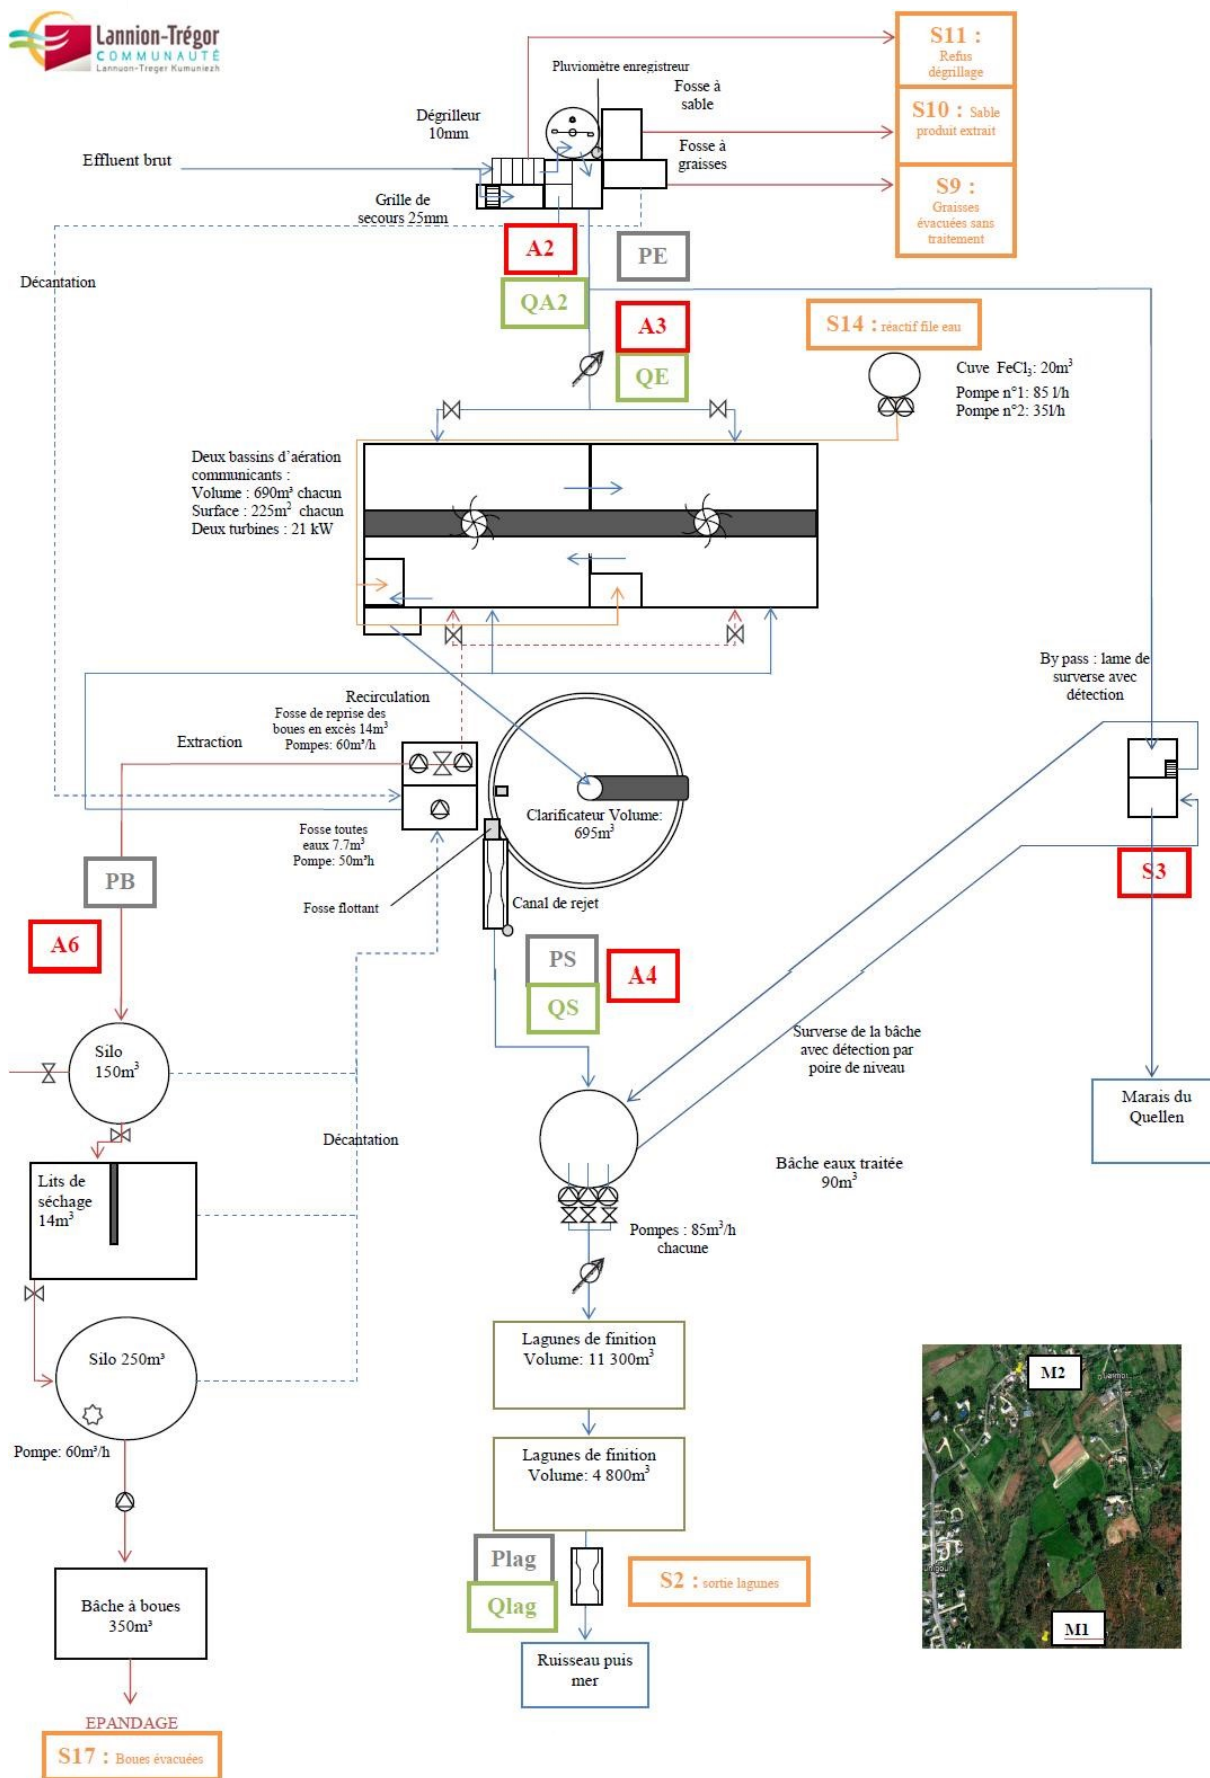 Lannion-Trégor
COMMUNAUTÉ
Lannuon-Treger Kumuniezh
S11 :
Refus
dégrillage
Pluviomètre enregistreur
Fosse à
sable
Dégrilleur
10mm
S10 : Sable
produit extrait
Effluent brut
Fosse à
graisses
Grille de
secours 25mm
S9 :
Graisses
évacuées sans
traitement
A2
PE
Décantation
QA2
A3
S14 : réactif file eau
QE
Cuve FeCl3: 20m3
Pompe n°1: 85 l/h
Pompe n°2: 35l/h
Deux bassins d'aération
communicants :
Volume : 690m³ chacun
Surface : 225m2 chacun
Deux turbines : 21 kW
By pass : lame de
surverse avec
détection
Recirculation
Fosse de reprise des
boues en excès 14m3
Pompes: 60m³/h
Extraction
Clarificateur Volume:
695m3
Fosse toutes
eaux 7.7m3
Pompe: 50m³h
PB
S3
Fosse flottant
Canal de rejet
A6
PS
A4
QS
Silo
150m3
Surverse de la bâche
avec détection par
poire de niveau
Marais du
Quellen
Décantation
Bâche eaux traitée
90m3
Lits de
séchage
14m3
Pompes : 85m3/h
chacune
Lagunes de finition
Volume: 11 300m3
Silo 250m³
M2
Pompe: 60m³/h
Lagunes de finition
Volume: 4 800m3
Plag
Qlag
S2 : sortie lagunes
Bâche à boues
350m³
M1
Ruisseau puis
mer
EPANDAGE
S17 : Boues évacuées